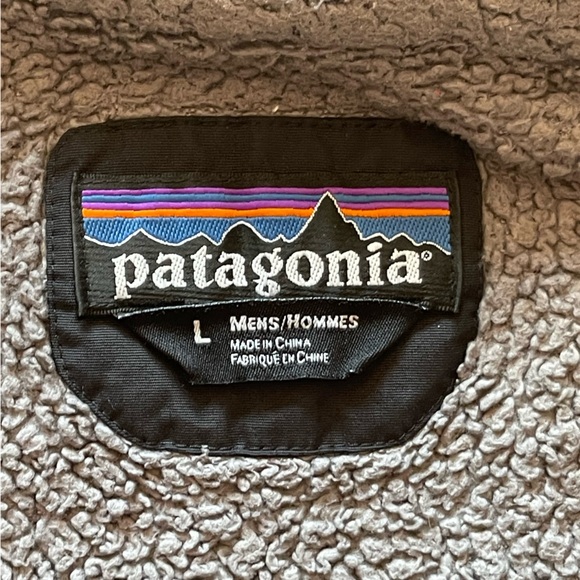 patagonia®
L MENS/HOMMES
MADE IN CHINA
FABRIQUÉ EN CHINE